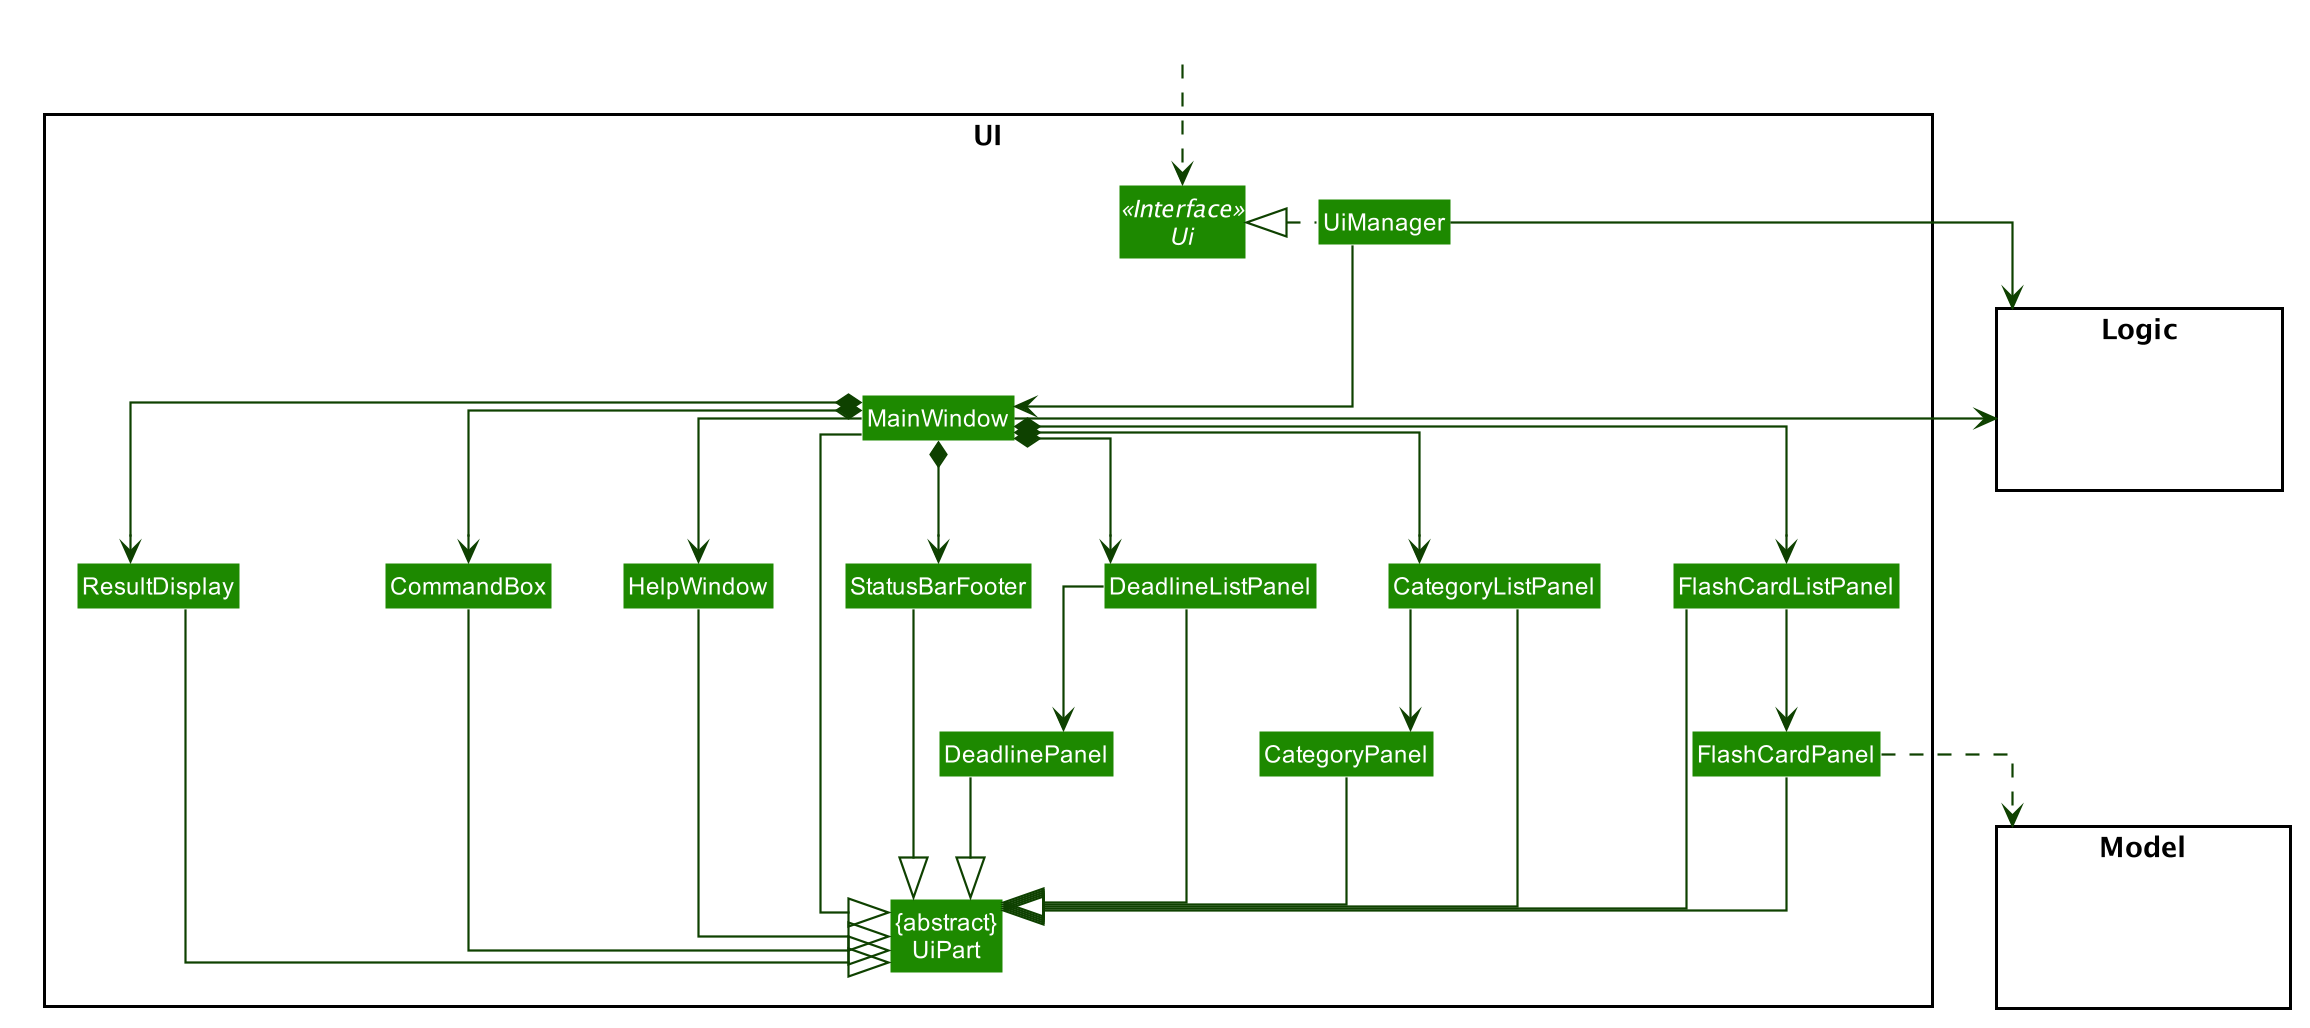 UI
«Interface»
Ui
UiManager
Logic
MainWindow
ResultDisplay
CommandBox
HelpWindow
StatusBarFooter
DeadlineListPanel
CategoryListPanel
FlashCardListPanel
DeadlinePanel
CategoryPanel
FlashCardPanel
Model
{abstract}
UiPart